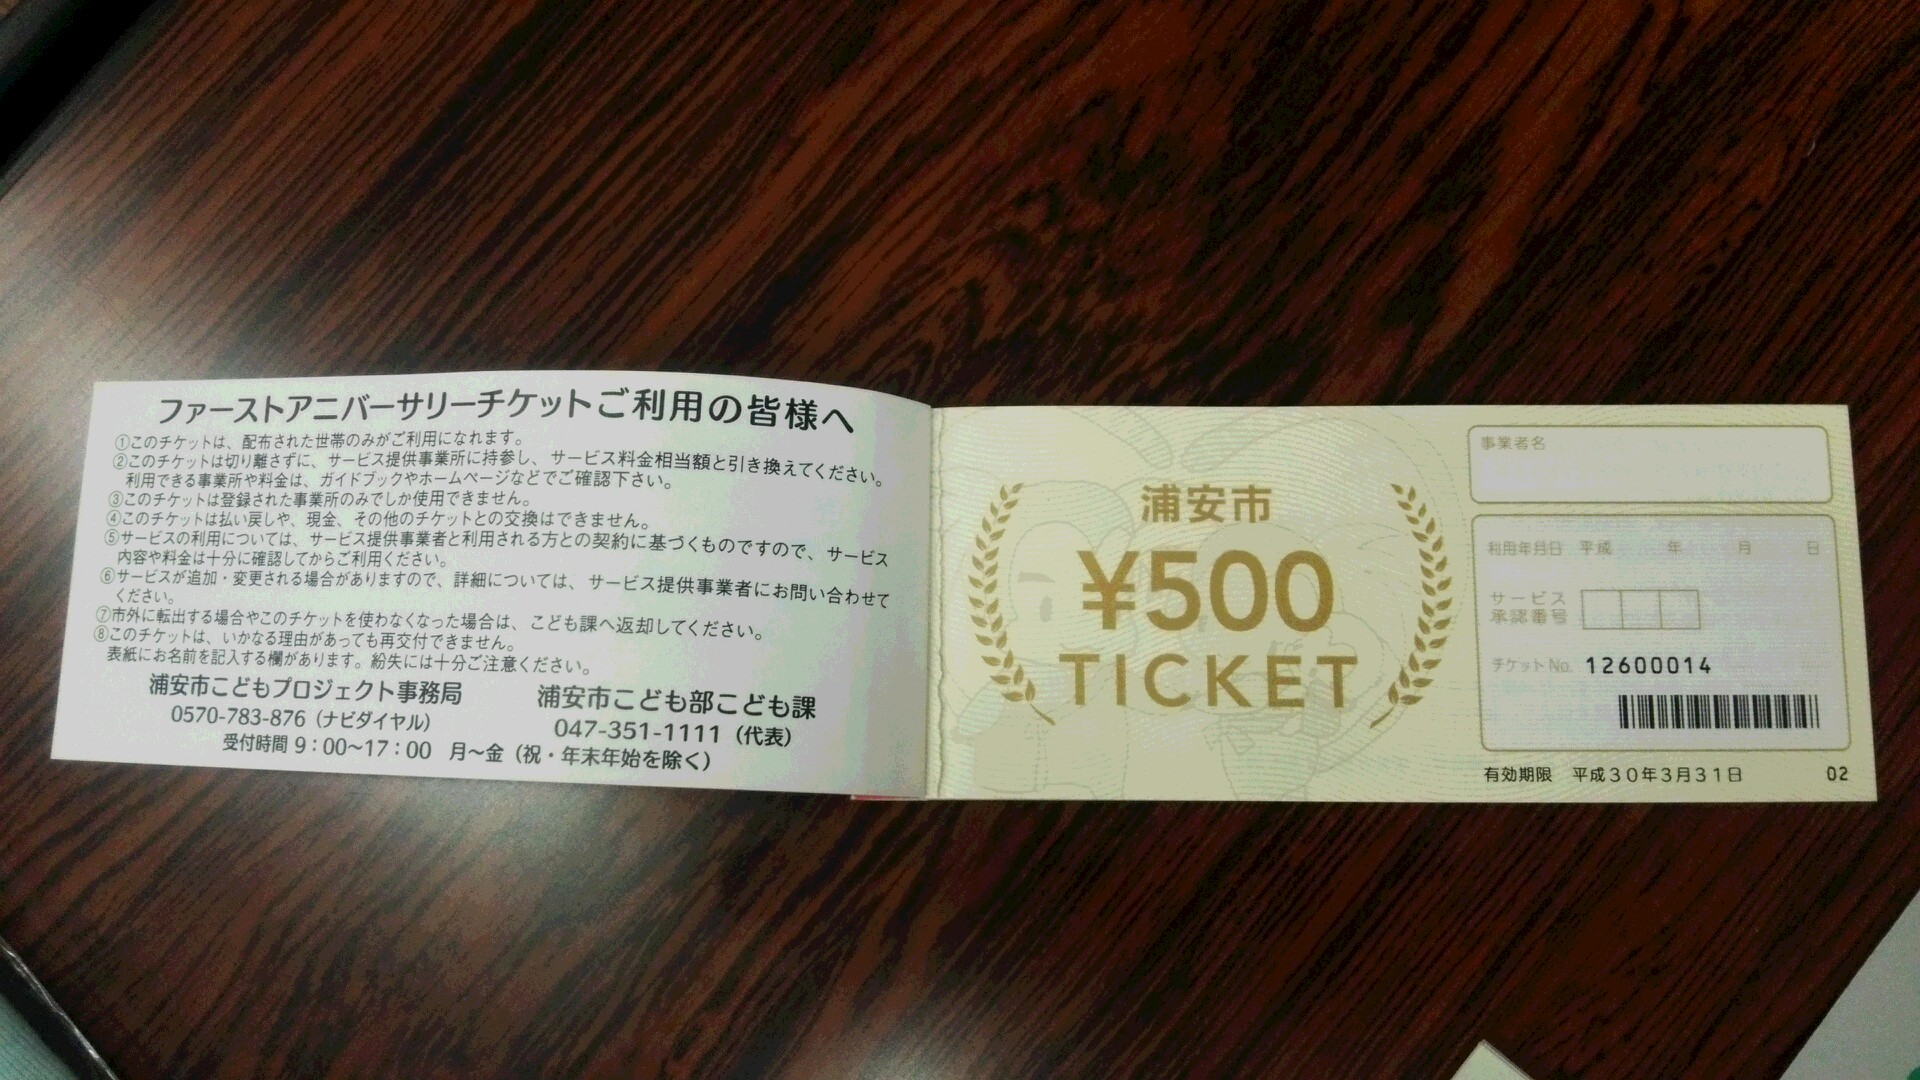 ファーストアニバーサリーチケットご利用の皆様へ
①このチケットは、配布された世帯のみがご利用になれます。
②このチケットは切り離さずに、サービス提供事業所に持参し、サービス料金相当額と引き換えてください。
利用できる事業所や料金は、ガイドブックやホームページなどでご確認下さい。
③このチケットは登録された事業所のみでしか使用できません。
④このチケットは払い戻しや、現金、その他のチケットとの交換はできません。
⑤サービスの利用については、サービス提供事業者と利用される方との契約に基づくものですので、サービス
内容や料金は十分に確認してからご利用ください。
⑥サービスが追加・変更される場合がありますので、詳細については、サービス提供事業者にお問い合わせて
ください。
⑦市外に転出する場合やこのチケットを使わなくなった場合は、こども課へ返却してください。
⑧このチケットは、いかなる理由があっても再交付できません。
表紙にお名前を記入する欄があります。紛失には十分ご注意ください。
浦安市こどもプロジェクト事務局
0570-783-876（ナビダイヤル）
浦安市こども部こども課
047-351-1111（代表）
受付時間 9：00～17：00 月～金（祝・年末年始を除く）
浦安市
¥500
TICKET
事業者名
利用年月日 平成 年 月 日
サービス
承認番号
チケットNo. 12600014
有効期限 平成30年3月31日 02